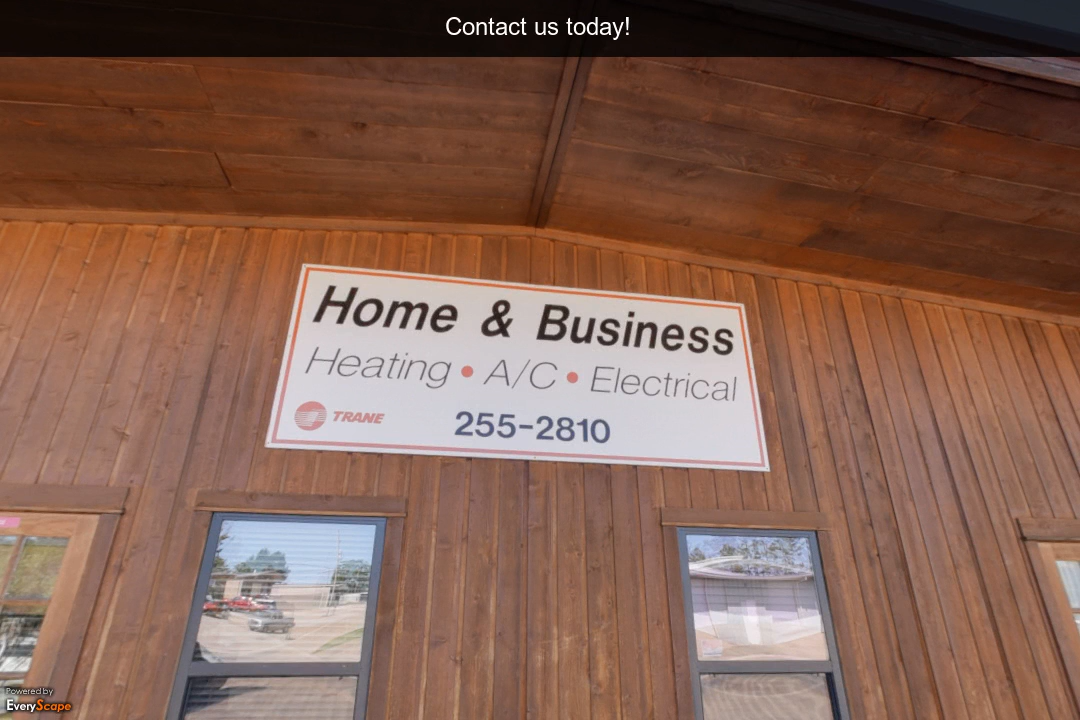 Contact us today!
Home & Business
Heating • A/C • Electrical
TRANE 255-2810
Powered by
EveryScape